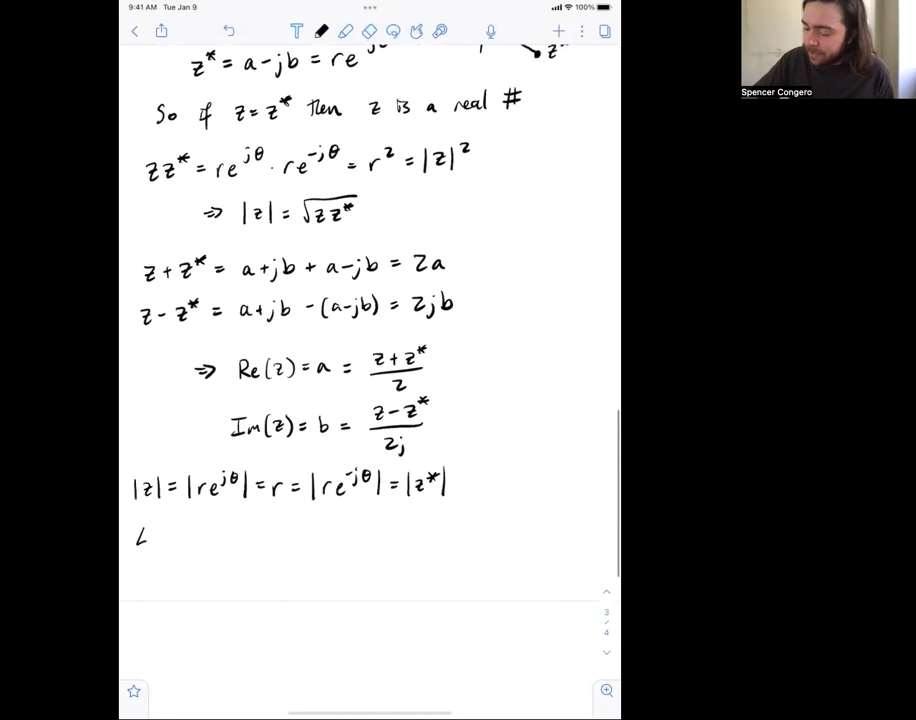 9:41 AM Tue Jan 9
100%
z* = a - jb = re
z*
So if z = z* then z is a real #
zz* = re^{jθ} · re^{-jθ} = r² = |z|²
⇒ |z| = √(zz*)
z + z* = a + jb + a - jb = 2a
z - z* = a + jb - (a - jb) = 2jb
⇒ Re(z) = a = (z + z*)/2
Im(z) = b = (z - z*)/2j
|z| = |re^{jθ}| = r = |re^{-jθ}| = |z*|
∠
3 / 4
Spencer Congero